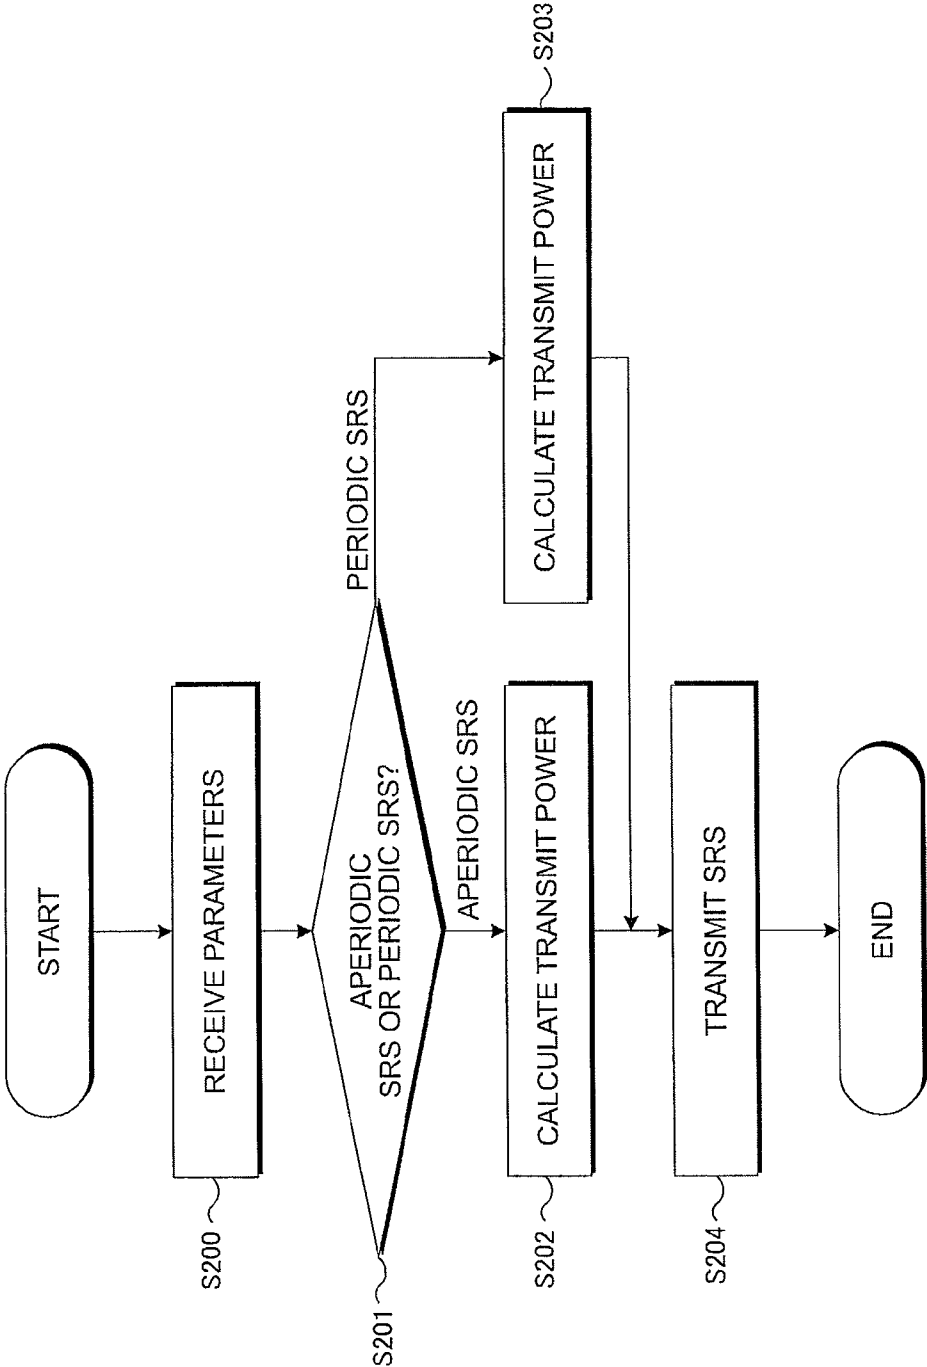 START
RECEIVE PARAMETERS
S200
APERIODIC
SRS OR PERIODIC SRS?
S201
PERIODIC SRS
APERIODIC SRS
CALCULATE TRANSMIT POWER
S202
CALCULATE TRANSMIT POWER
S203
TRANSMIT SRS
S204
END